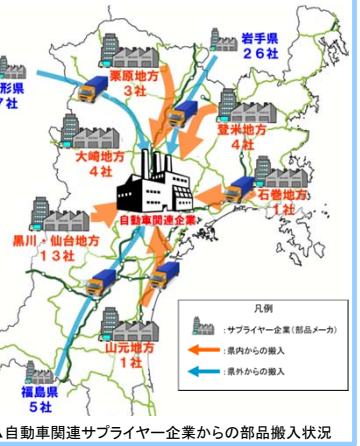 岩手県
26社
栗原地方
3社
形県
7社
登米地方
4社
大崎地方
4社
石巻地方
1社
自動車関連企業
黒川・仙台地方
13社
凡例
:サプライヤー企業(部品メーカ)
:県内からの搬入
:県外からの搬入
山元地方
1社
福島県
5社
自動車関連サプライヤー企業からの部品搬入状況